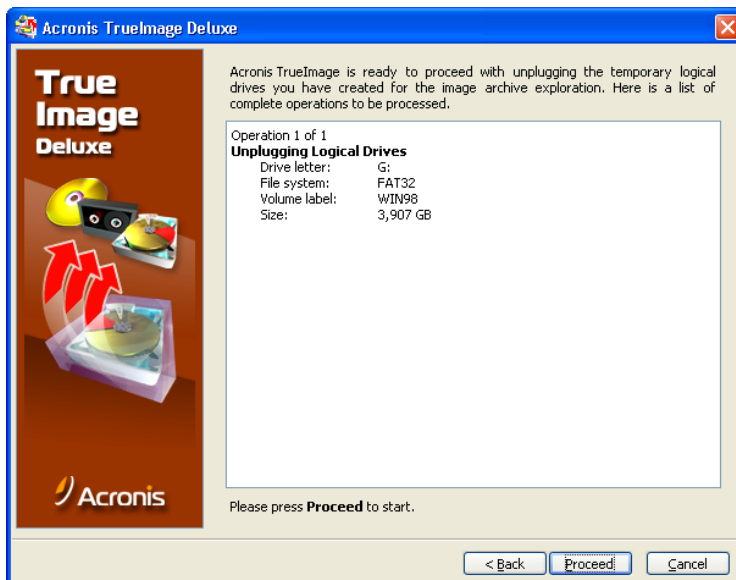 Acronis TrueImage Deluxe
True
Image
Deluxe
Acronis
Acronis TrueImage is ready to proceed with unplugging the temporary logical
drives you have created for the image archive exploration. Here is a list of
complete operations to be processed.
Operation 1 of 1
Unplugging Logical Drives
Drive letter: G:
File system: FAT32
Volume label: WIN98
Size: 3,907 GB
Please press Proceed to start.
< Back Proceed Cancel